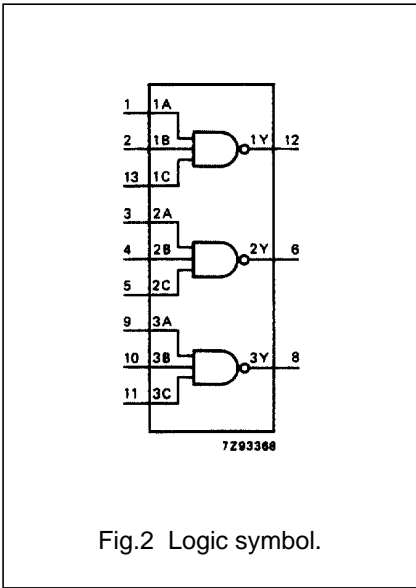 1 1A
2 1B 1Y 12
13 1C
3 2A
4 2B 2Y 6
5 2C
9 3A
10 3B 3Y 8
11 3C
7Z93368
Fig.2 Logic symbol.